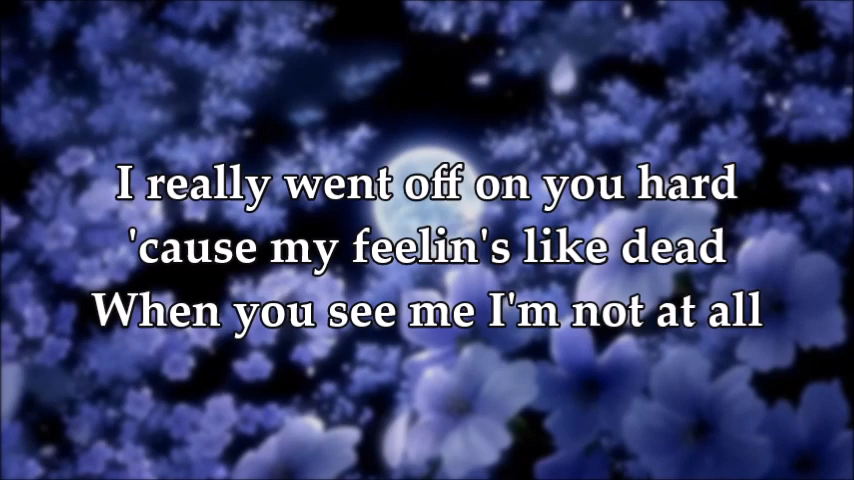 I really went off on you hard
'cause my feelin's like dead
When you see me I'm not at all